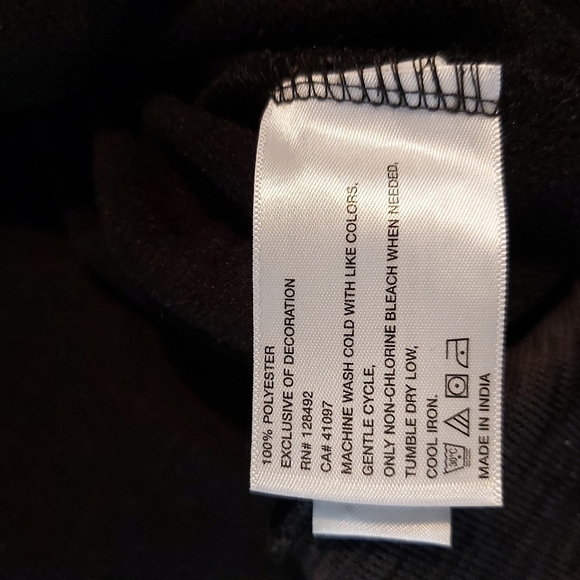 100% POLYESTER
EXCLUSIVE OF DECORATION
RN# 128492
CA# 41097
MACHINE WASH COLD WITH LIKE COLORS,
GENTLE CYCLE,
ONLY NON-CHLORINE BLEACH WHEN NEEDED,
TUMBLE DRY LOW,
COOL IRON.
30°C
MADE IN INDIA